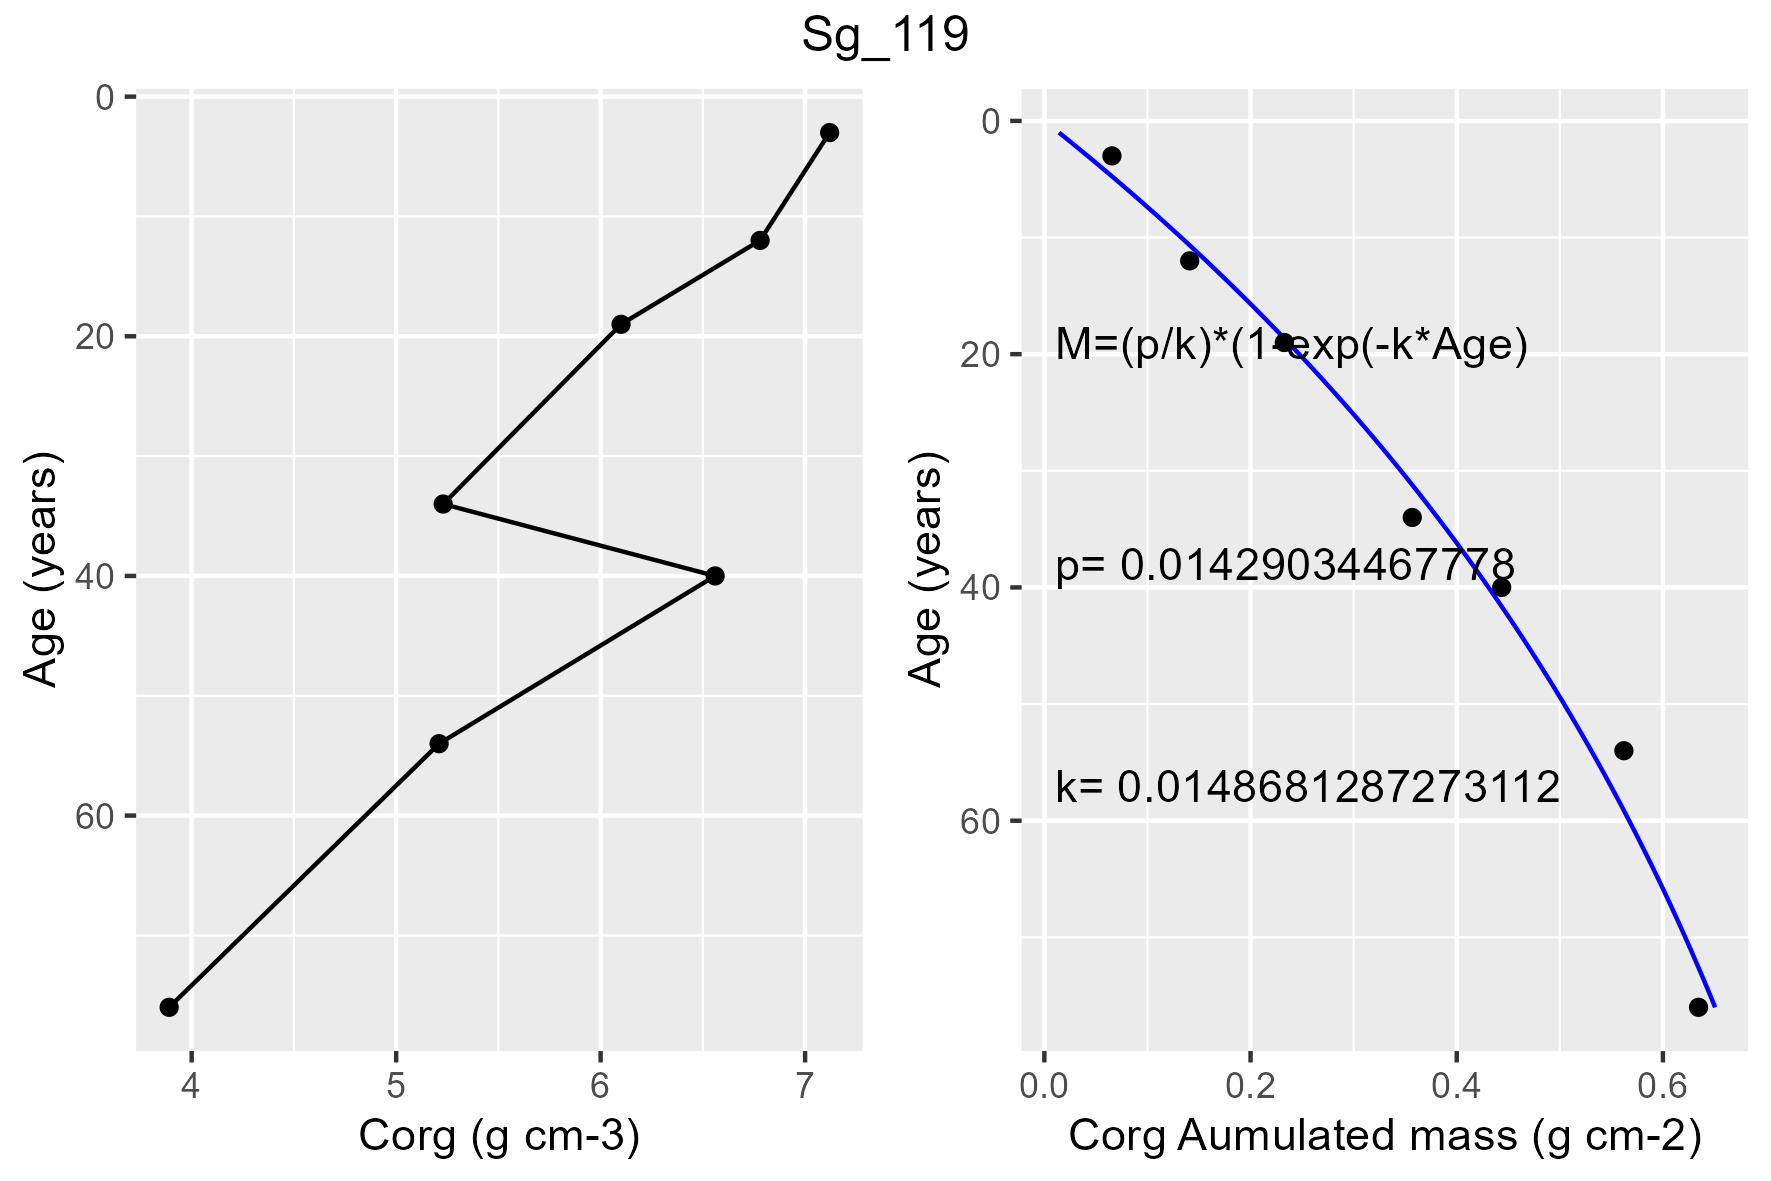 Sg_119
0
20
40
60
Age (years)
4 5 6 7
Corg (g cm-3)
0
20
40
60
Age (years)
M=(p/k)*(1-exp(-k*Age)
p= 0.01429034467778
k= 0.0148681287273112
0.0 0.2 0.4 0.6
Corg Aumulated mass (g cm-2)